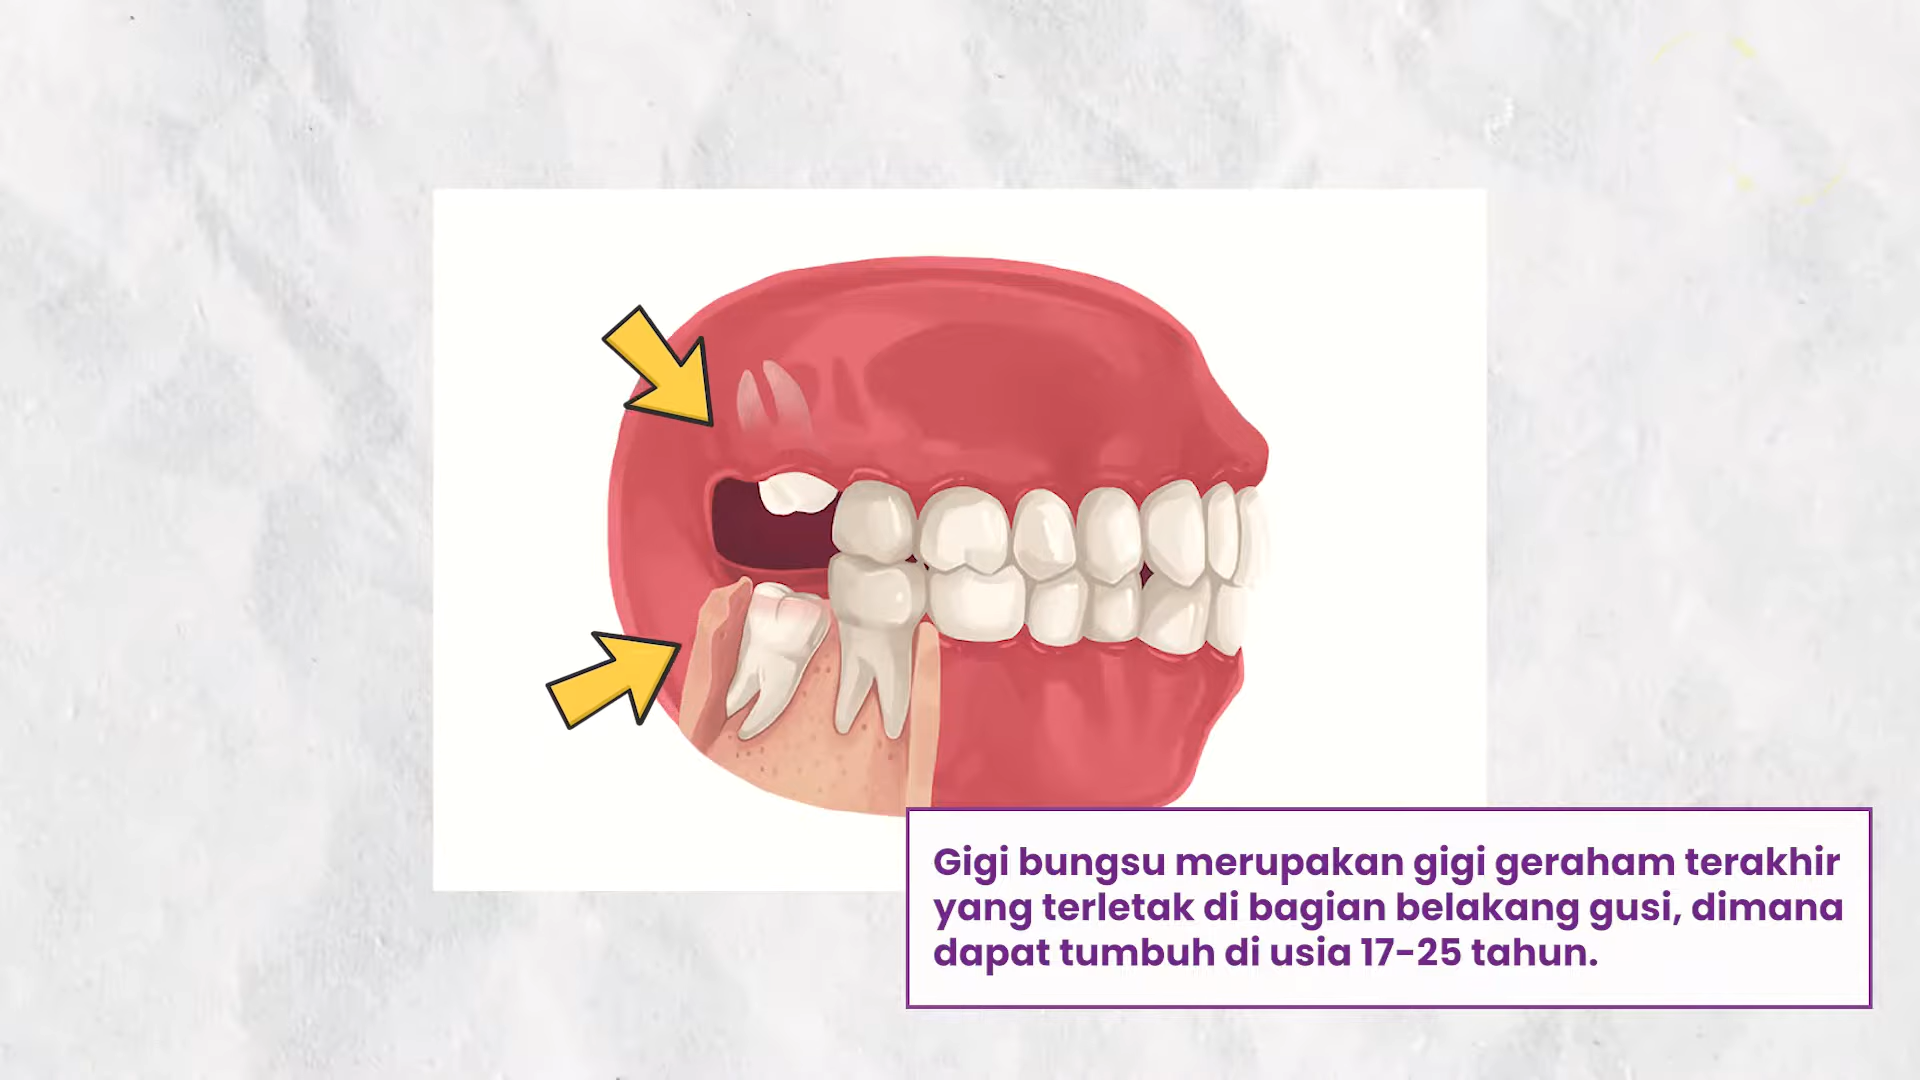 Gigi bungsu merupakan gigi geraham terakhir
yang terletak di bagian belakang gusi, dimana
dapat tumbuh di usia 17-25 tahun.